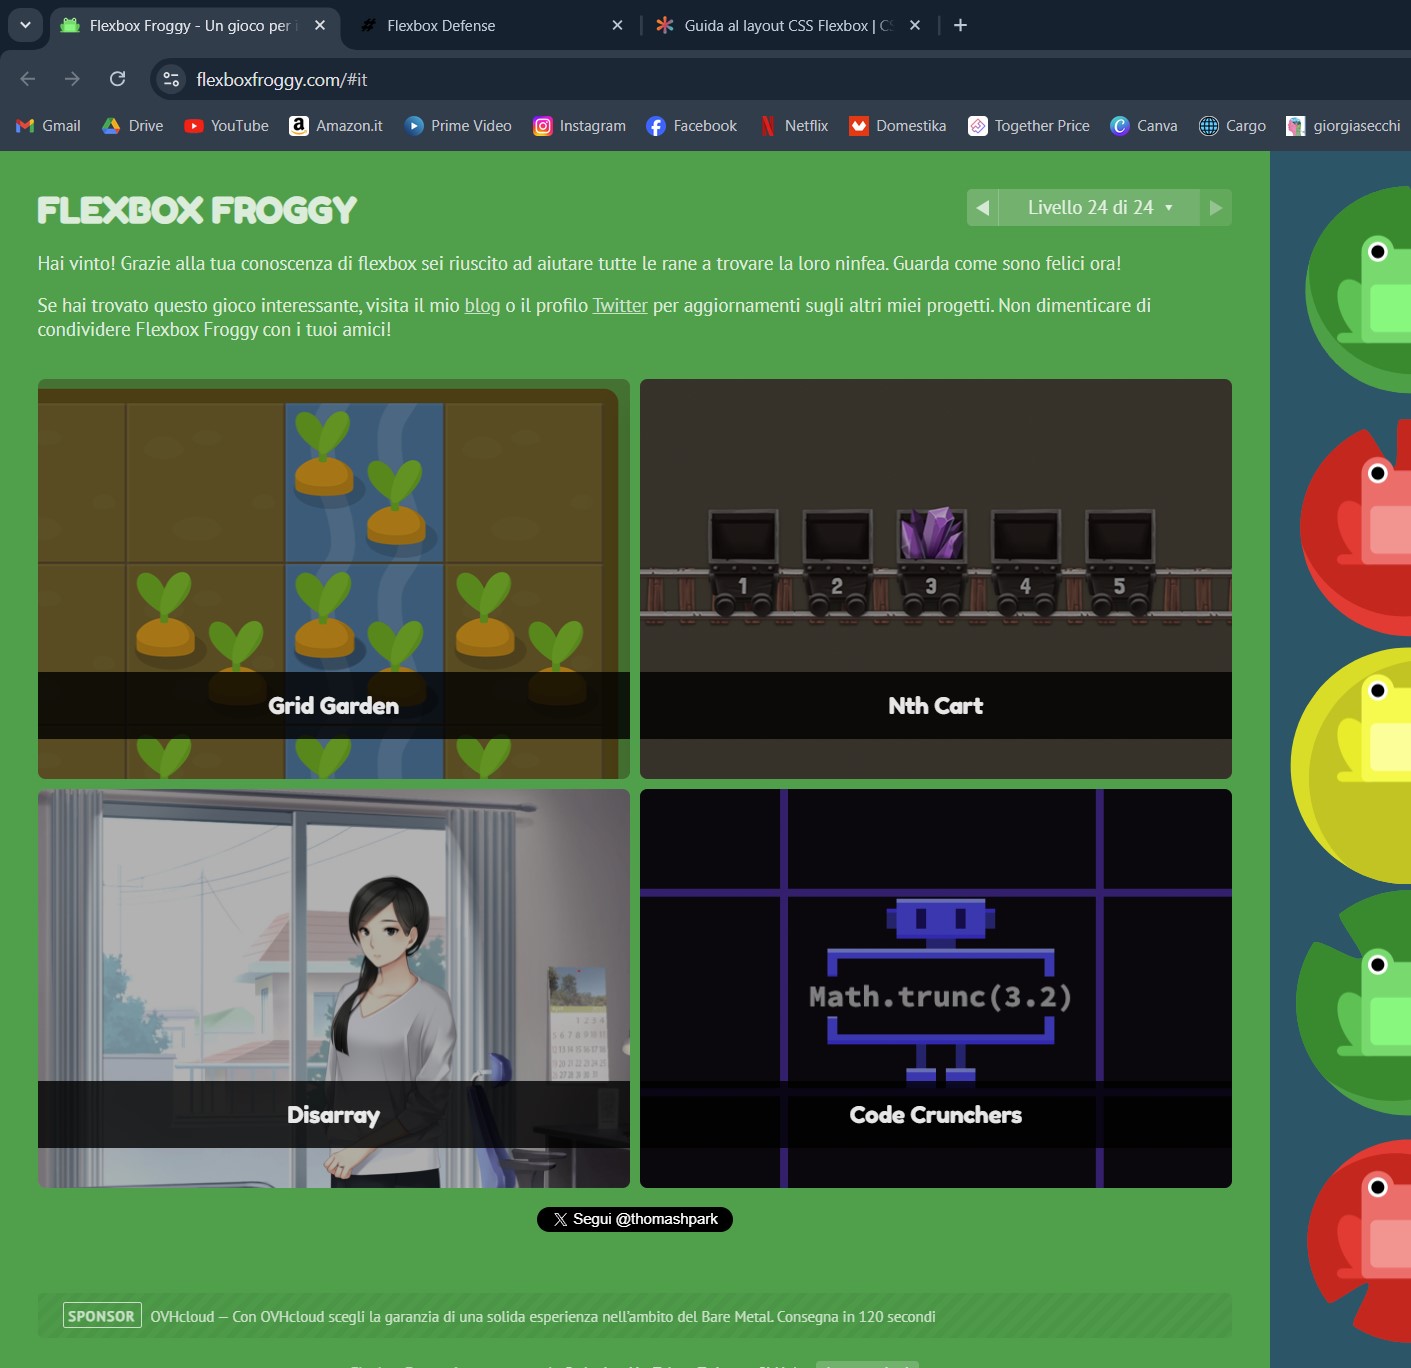 Flexbox Froggy - Un gioco per i
Flexbox Defense
Guida al layout CSS Flexbox | CS
flexboxfroggy.com/#it
Gmail
Drive
YouTube
Amazon.it
Prime Video
Instagram
Facebook
Netflix
Domestika
Together Price
Canva
Cargo
giorgiasecchi
FLEXBOX FROGGY
Livello 24 di 24
Hai vinto! Grazie alla tua conoscenza di flexbox sei riuscito ad aiutare tutte le rane a trovare la loro ninfea. Guarda come sono felici ora!
Se hai trovato questo gioco interessante, visita il mio blog o il profilo Twitter per aggiornamenti sugli altri miei progetti. Non dimenticare di
condividere Flexbox Froggy con i tuoi amici!
1 2 3 4 5
Grid Garden
Nth Cart
Math.trunc(3.2)
Disarray
Code Crunchers
Segui @thomashpark
SPONSOR OVHcloud — Con OVHcloud scegli la garanzia di una solida esperienza nell'ambito del Bare Metal. Consegna in 120 secondi